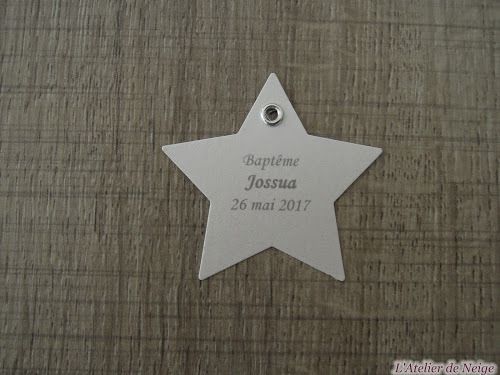 Baptême
Jossua
26 mai 2017
L'Atelier de Neige